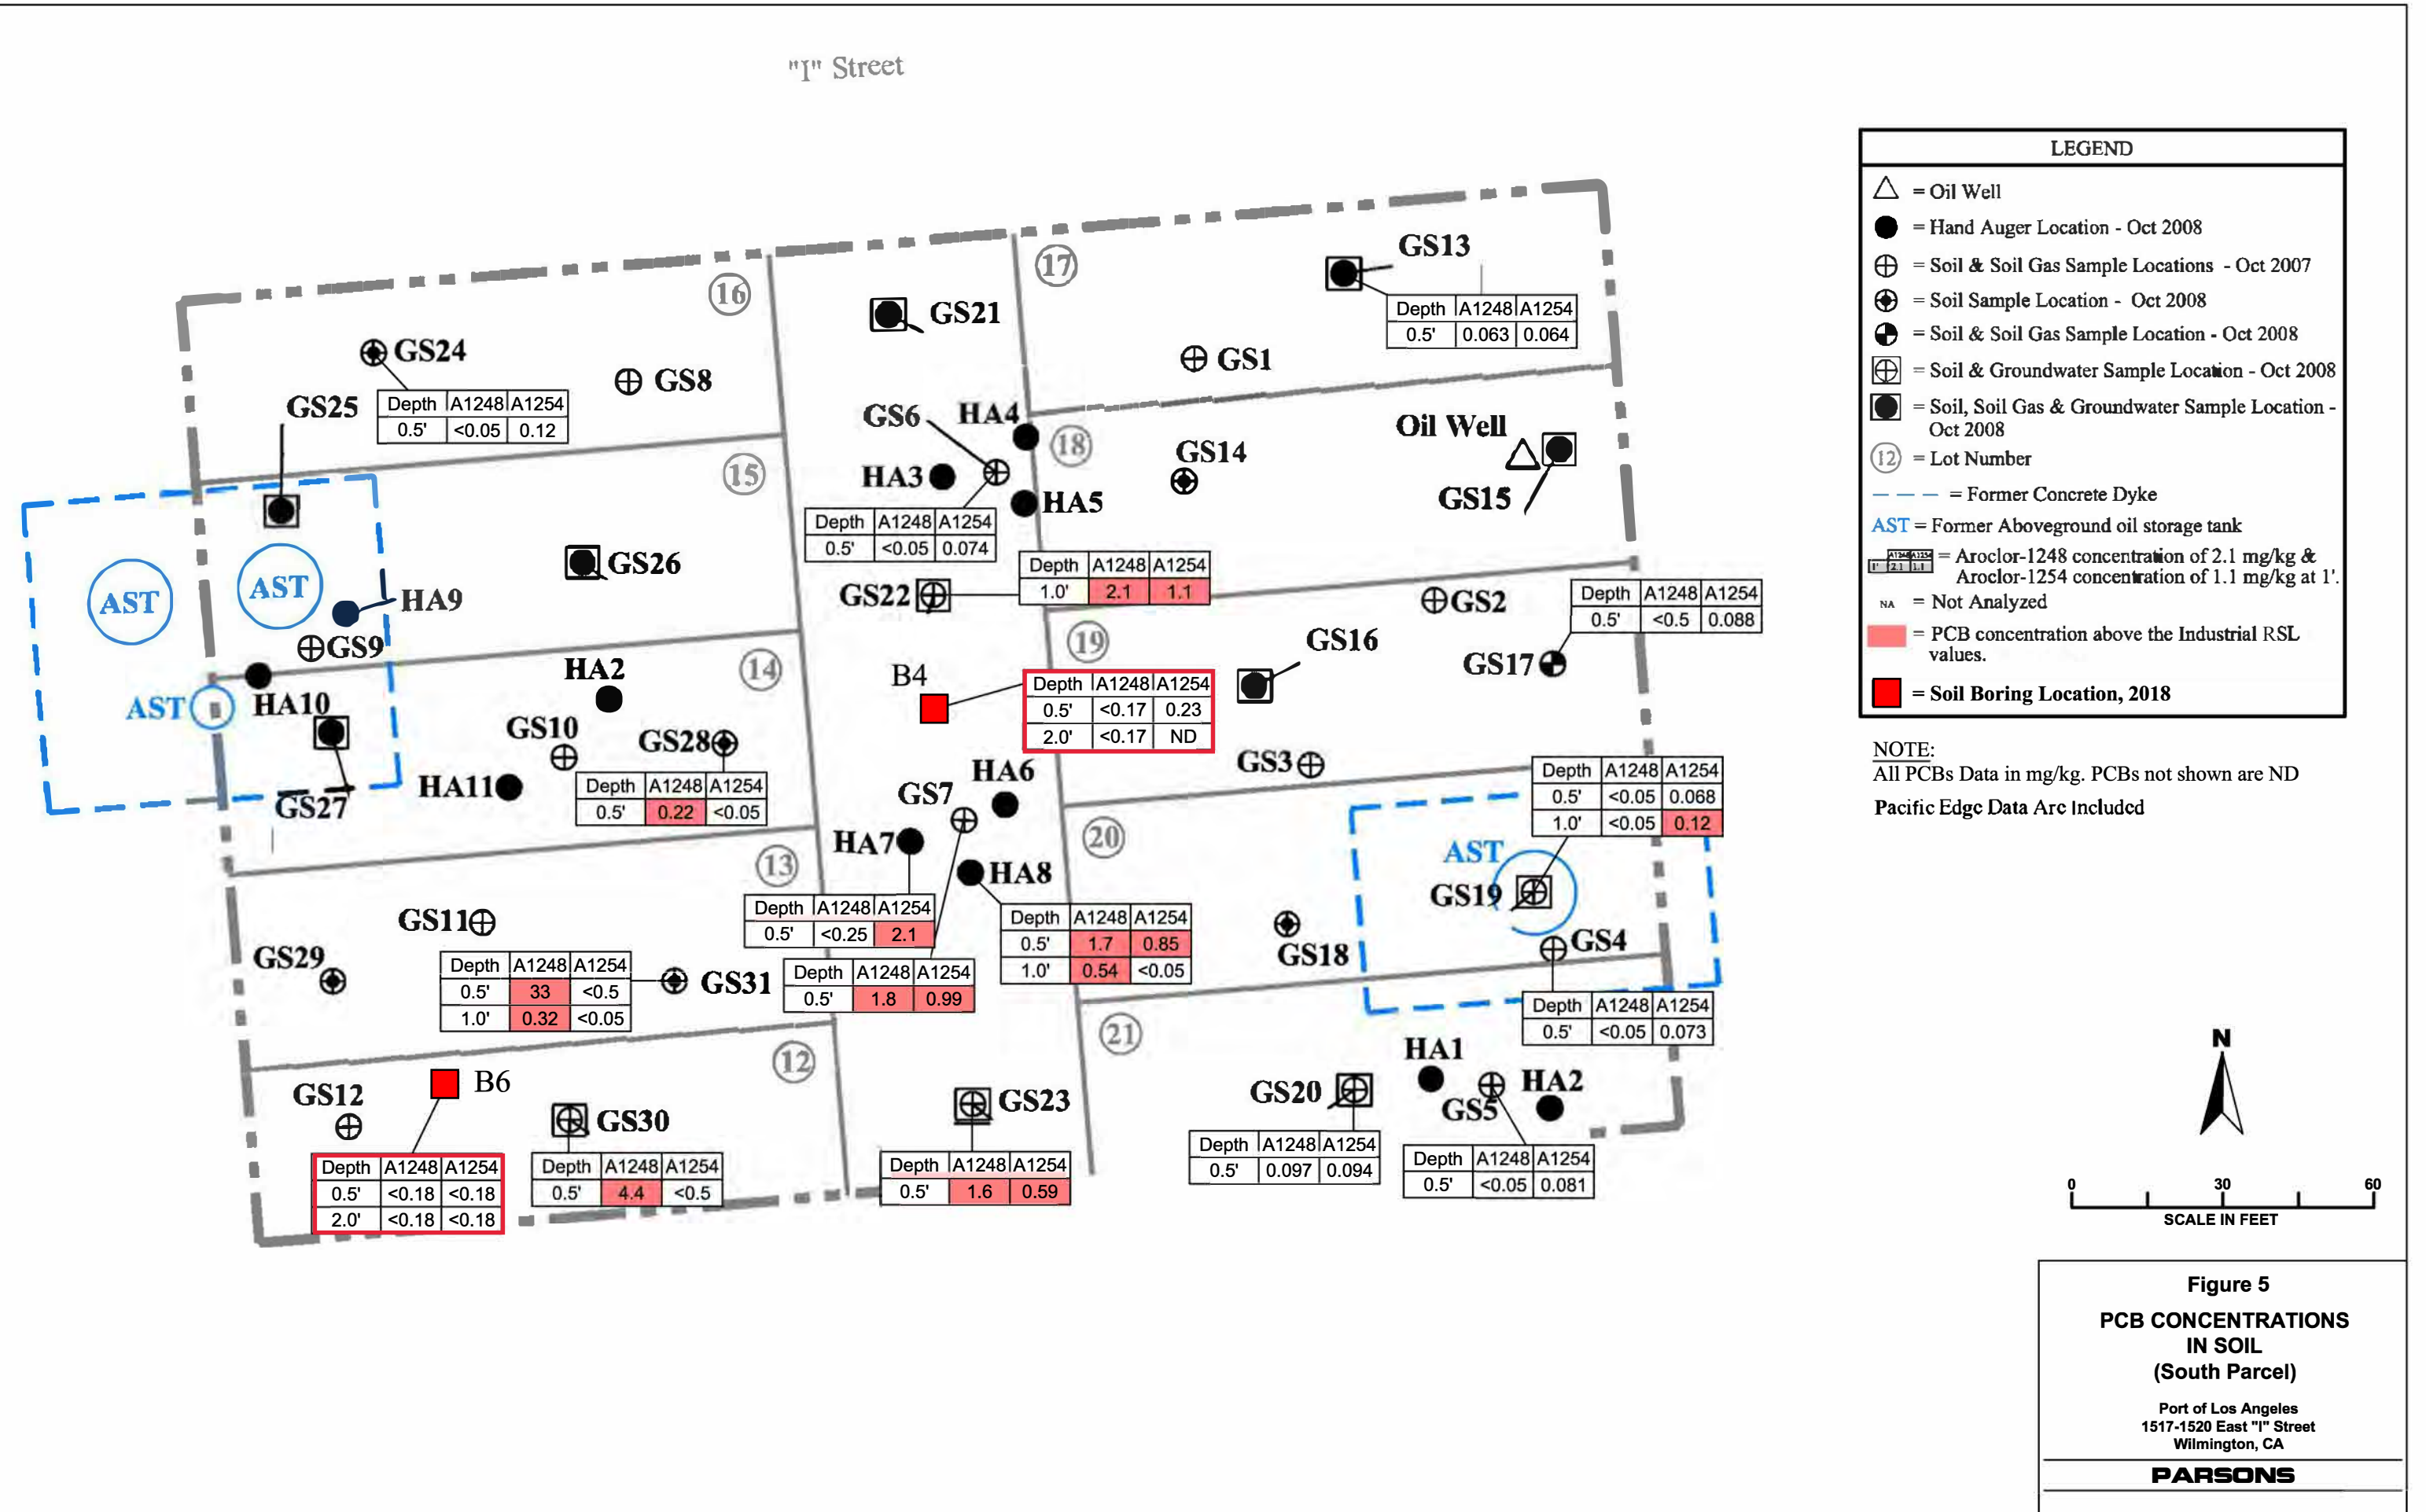 "I" Street
16
17
GS13
Depth A1248 A1254
0.5' 0.063 0.064
GS21
GS24
GS8
GS1
Depth A1248 A1254
0.5' <0.05 0.12
GS25
GS6
HA4
18
Oil Well
GS14
15
HA3
HA5
GS15
Depth A1248 A1254
0.5' <0.05 0.074
GS26
AST
AST
HA9
GS22
Depth A1248 A1254
1.0' 2.1 1.1
GS2
Depth A1248 A1254
0.5' <0.5 0.088
GS9
19
GS16
GS17
HA2
14
B4
Depth A1248 A1254
0.5' <0.17 0.23
2.0' <0.17 ND
AST
HA10
GS10
GS28
GS3
HA11
Depth A1248 A1254
0.5' 0.22 <0.05
GS27
HA6
GS7
HA7
HA8
20
Depth A1248 A1254
0.5' <0.05 0.068
1.0' <0.05 0.12
AST
GS19
13
Depth A1248 A1254
0.5' <0.25 2.1
Depth A1248 A1254
0.5' 1.7 0.85
1.0' 0.54 <0.05
GS11
GS18
GS4
GS29
Depth A1248 A1254
0.5' 33 <0.5
1.0' 0.32 <0.05
GS31
Depth A1248 A1254
0.5' 1.8 0.99
Depth A1248 A1254
0.5' <0.05 0.073
21
12
HA1
GS12
B6
GS30
GS23
GS20
GS5
HA2
Depth A1248 A1254
0.5' <0.18 <0.18
2.0' <0.18 <0.18
Depth A1248 A1254
0.5' 4.4 <0.5
Depth A1248 A1254
0.5' 1.6 0.59
Depth A1248 A1254
0.5' 0.097 0.094
Depth A1248 A1254
0.5' <0.05 0.081
LEGEND
= Oil Well
= Hand Auger Location - Oct 2008
= Soil & Soil Gas Sample Locations - Oct 2007
= Soil Sample Location - Oct 2008
= Soil & Soil Gas Sample Location - Oct 2008
= Soil & Groundwater Sample Location - Oct 2008
= Soil, Soil Gas & Groundwater Sample Location -
Oct 2008
12 = Lot Number
= Former Concrete Dyke
AST = Former Aboveground oil storage tank
A1248 A1254
1' 2.1 1.1
= Aroclor-1248 concentration of 2.1 mg/kg &
Aroclor-1254 concentration of 1.1 mg/kg at 1'.
NA = Not Analyzed
= PCB concentration above the Industrial RSL
values.
= Soil Boring Location, 2018
NOTE:
All PCBs Data in mg/kg. PCBs not shown are ND
Pacific Edge Data Are Included
N
0 30 60
SCALE IN FEET
Figure 5
PCB CONCENTRATIONS
IN SOIL
(South Parcel)
Port of Los Angeles
1517-1520 East "I" Street
Wilmington, CA
PARSONS